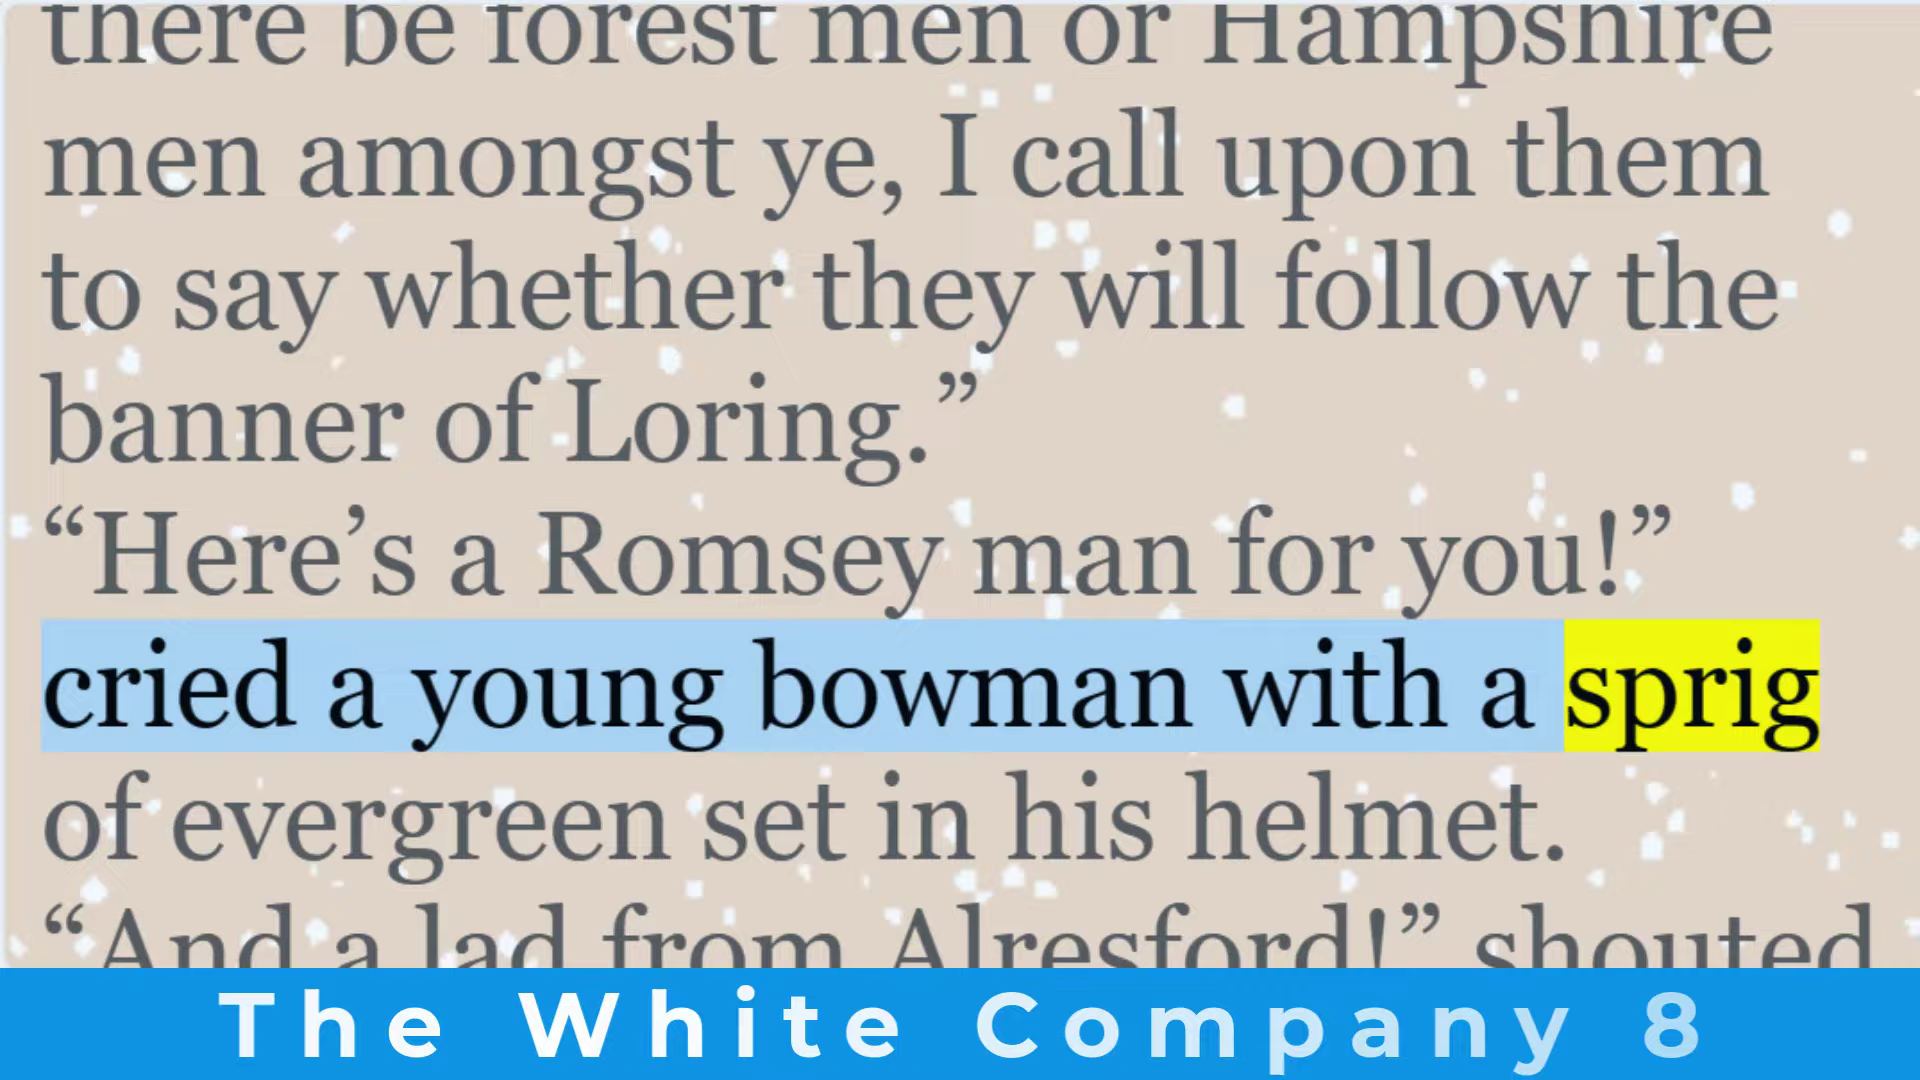 there be forest men or Hampshire
men amongst ye, I call upon them
to say whether they will follow the
banner of Loring.”
“Here’s a Romsey man for you!”
cried a young bowman with a sprig
of evergreen set in his helmet.
“And a lad from Alresford!” shouted
The White Company 8